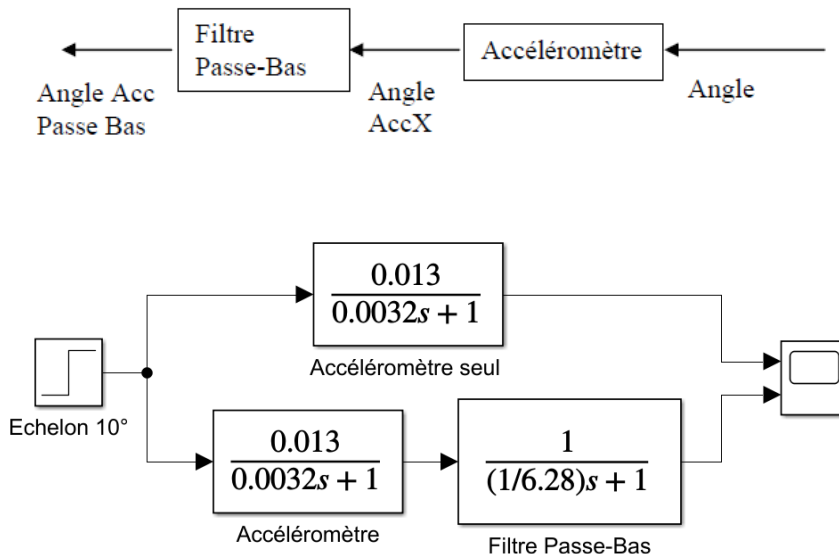 Filtre
Passe-Bas
Accéléromètre
Angle Acc
Passe Bas
Angle
AccX
Angle
0.013
0.0032s + 1
Accéléromètre seul
Echelon 10°
0.013
0.0032s + 1
Accéléromètre
1
(1/6.28)s + 1
Filtre Passe-Bas